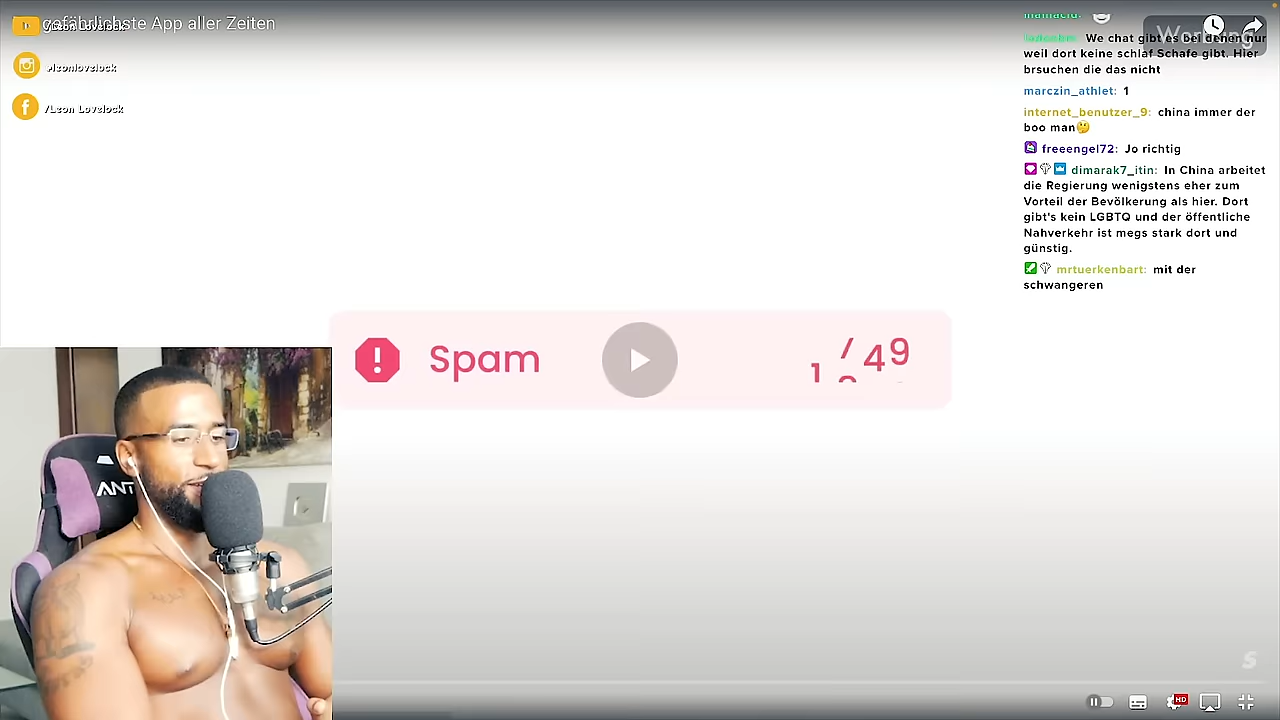 gefährlichste App aller Zeiten
/Leon Lovelock
/leonlovelock
/Leon Lovelock
We chat gibt es bei denen nur
weil dort keine schlaf Schafe gibt. Hier
brsuchen die das nicht
marczin_athlet: 1
internet_benutzer_9: china immer der
boo man🤔
freeengel72: Jo richtig
dimarak7_itin: In China arbeitet
die Regierung wenigstens eher zum
Vorteil der Bevölkerung als hier. Dort
gibt's kein LGBTQ und der öffentliche
Nahverkehr ist megs stark dort und
günstig.
mrtuerkenbart: mit der
schwangeren
Spam
ANT
HD